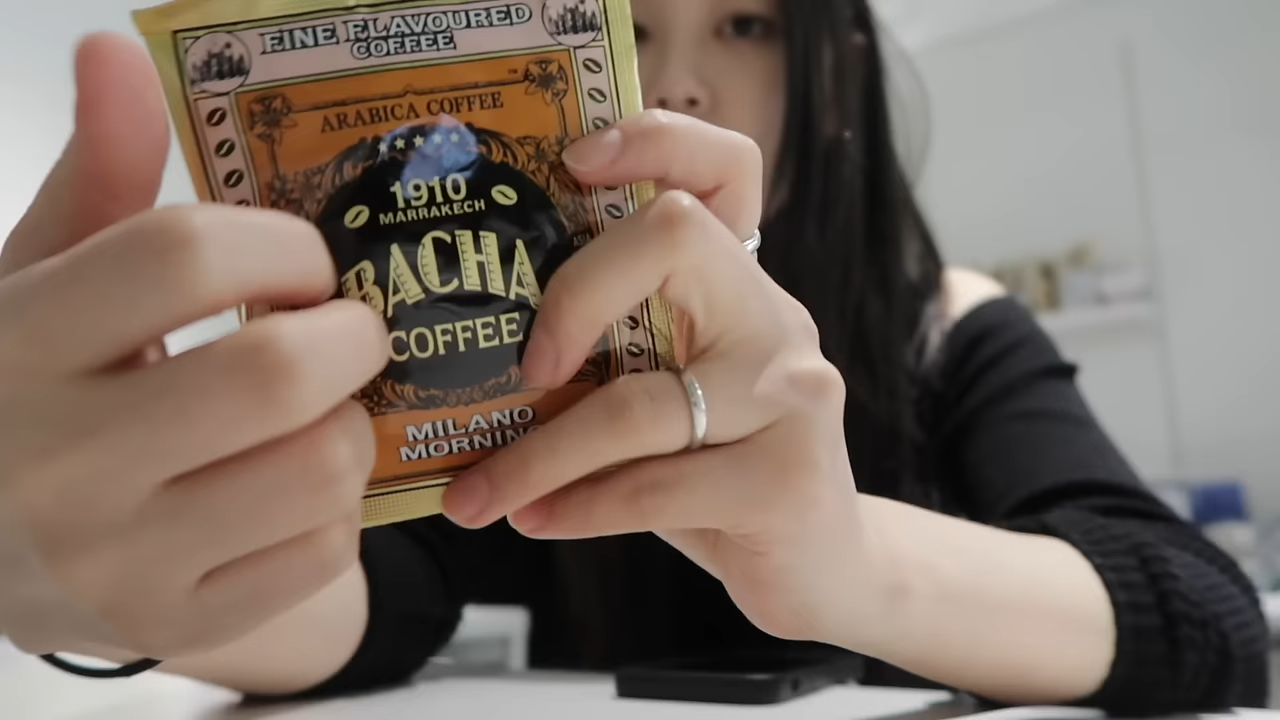 FINE FLAVOURED
COFFEE
ARABICA COFFEE
1910
MARRAKECH
BACHA
COFFEE
MILANO
MORNING